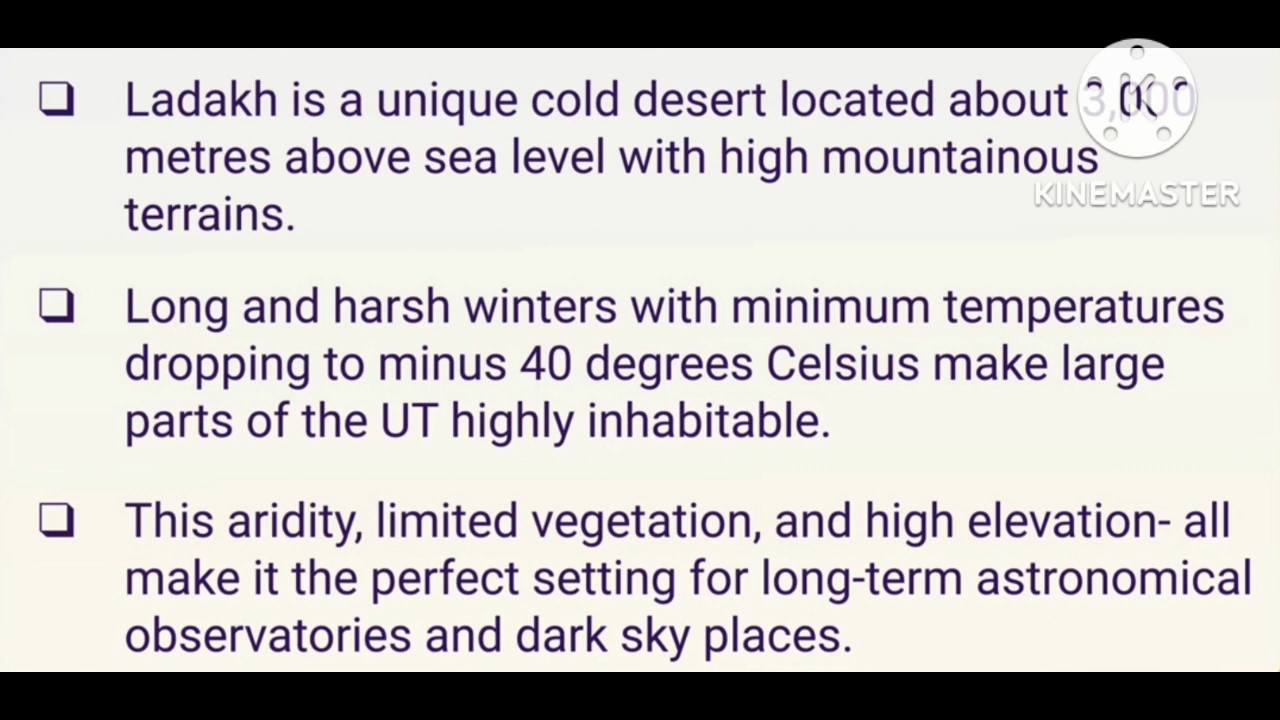 ❑ Ladakh is a unique cold desert located about
metres above sea level with high mountainous
KINEMASTER
terrains.
❑ Long and harsh winters with minimum temperatures
dropping to minus 40 degrees Celsius make large
parts of the UT highly inhabitable.
❑ This aridity, limited vegetation, and high elevation- all
make it the perfect setting for long-term astronomical
observatories and dark sky places.